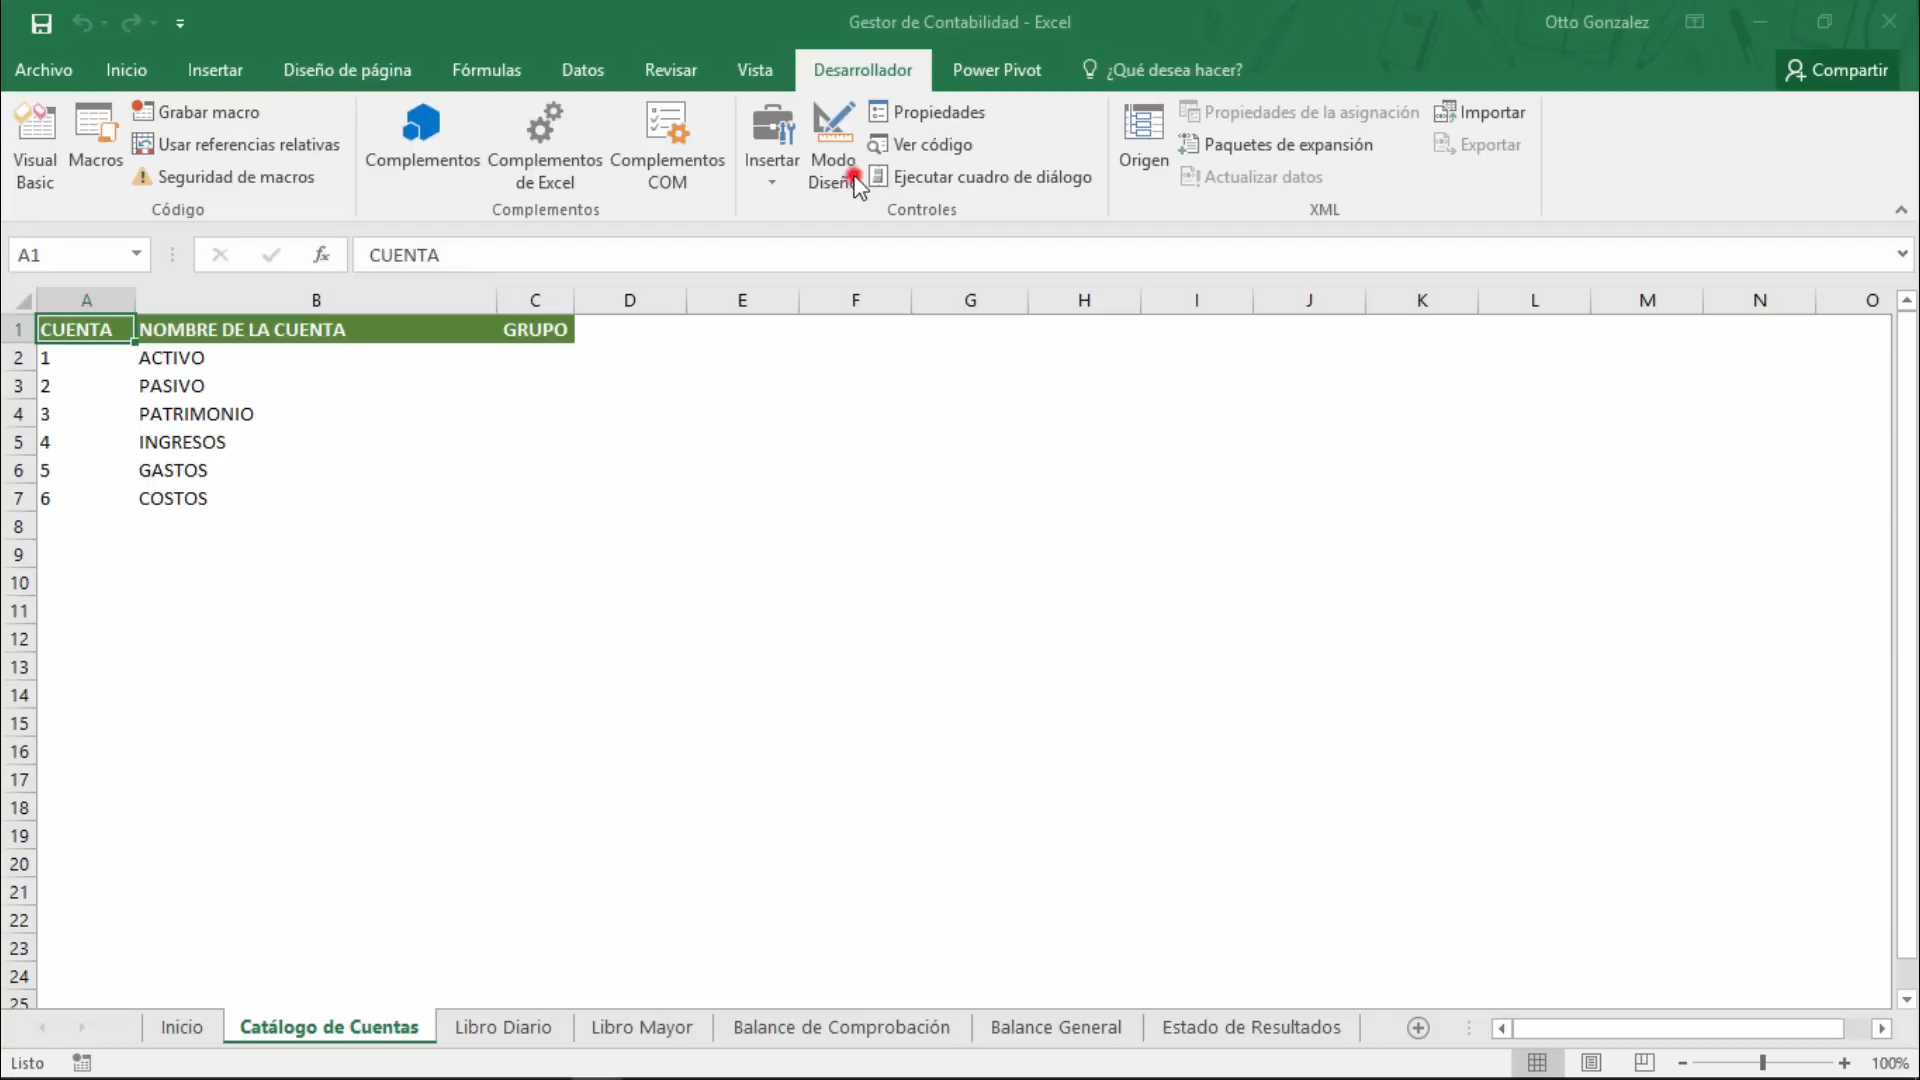 Gestor de Contabilidad - Excel
Otto Gonzalez
Archivo Inicio Insertar Diseño de página Fórmulas Datos Revisar Vista Desarrollador Power Pivot ¿Qué desea hacer? Compartir
Visual Basic
Macros
Grabar macro
Usar referencias relativas
Seguridad de macros
Código
Complementos
Complementos de Excel
Complementos COM
Complementos
Insertar
Modo Diseño
Propiedades
Ver código
Ejecutar cuadro de diálogo
Controles
Origen
Propiedades de la asignación
Paquetes de expansión
Actualizar datos
Importar
Exportar
XML
A1 fx CUENTA
A B C D E F G H I J K L M N O
1 CUENTA NOMBRE DE LA CUENTA GRUPO
2 1 ACTIVO
3 2 PASIVO
4 3 PATRIMONIO
5 4 INGRESOS
6 5 GASTOS
7 6 COSTOS
8
9
10
11
12
13
14
15
16
17
18
19
20
21
22
23
24
25
Inicio Catálogo de Cuentas Libro Diario Libro Mayor Balance de Comprobación Balance General Estado de Resultados
Listo 100%